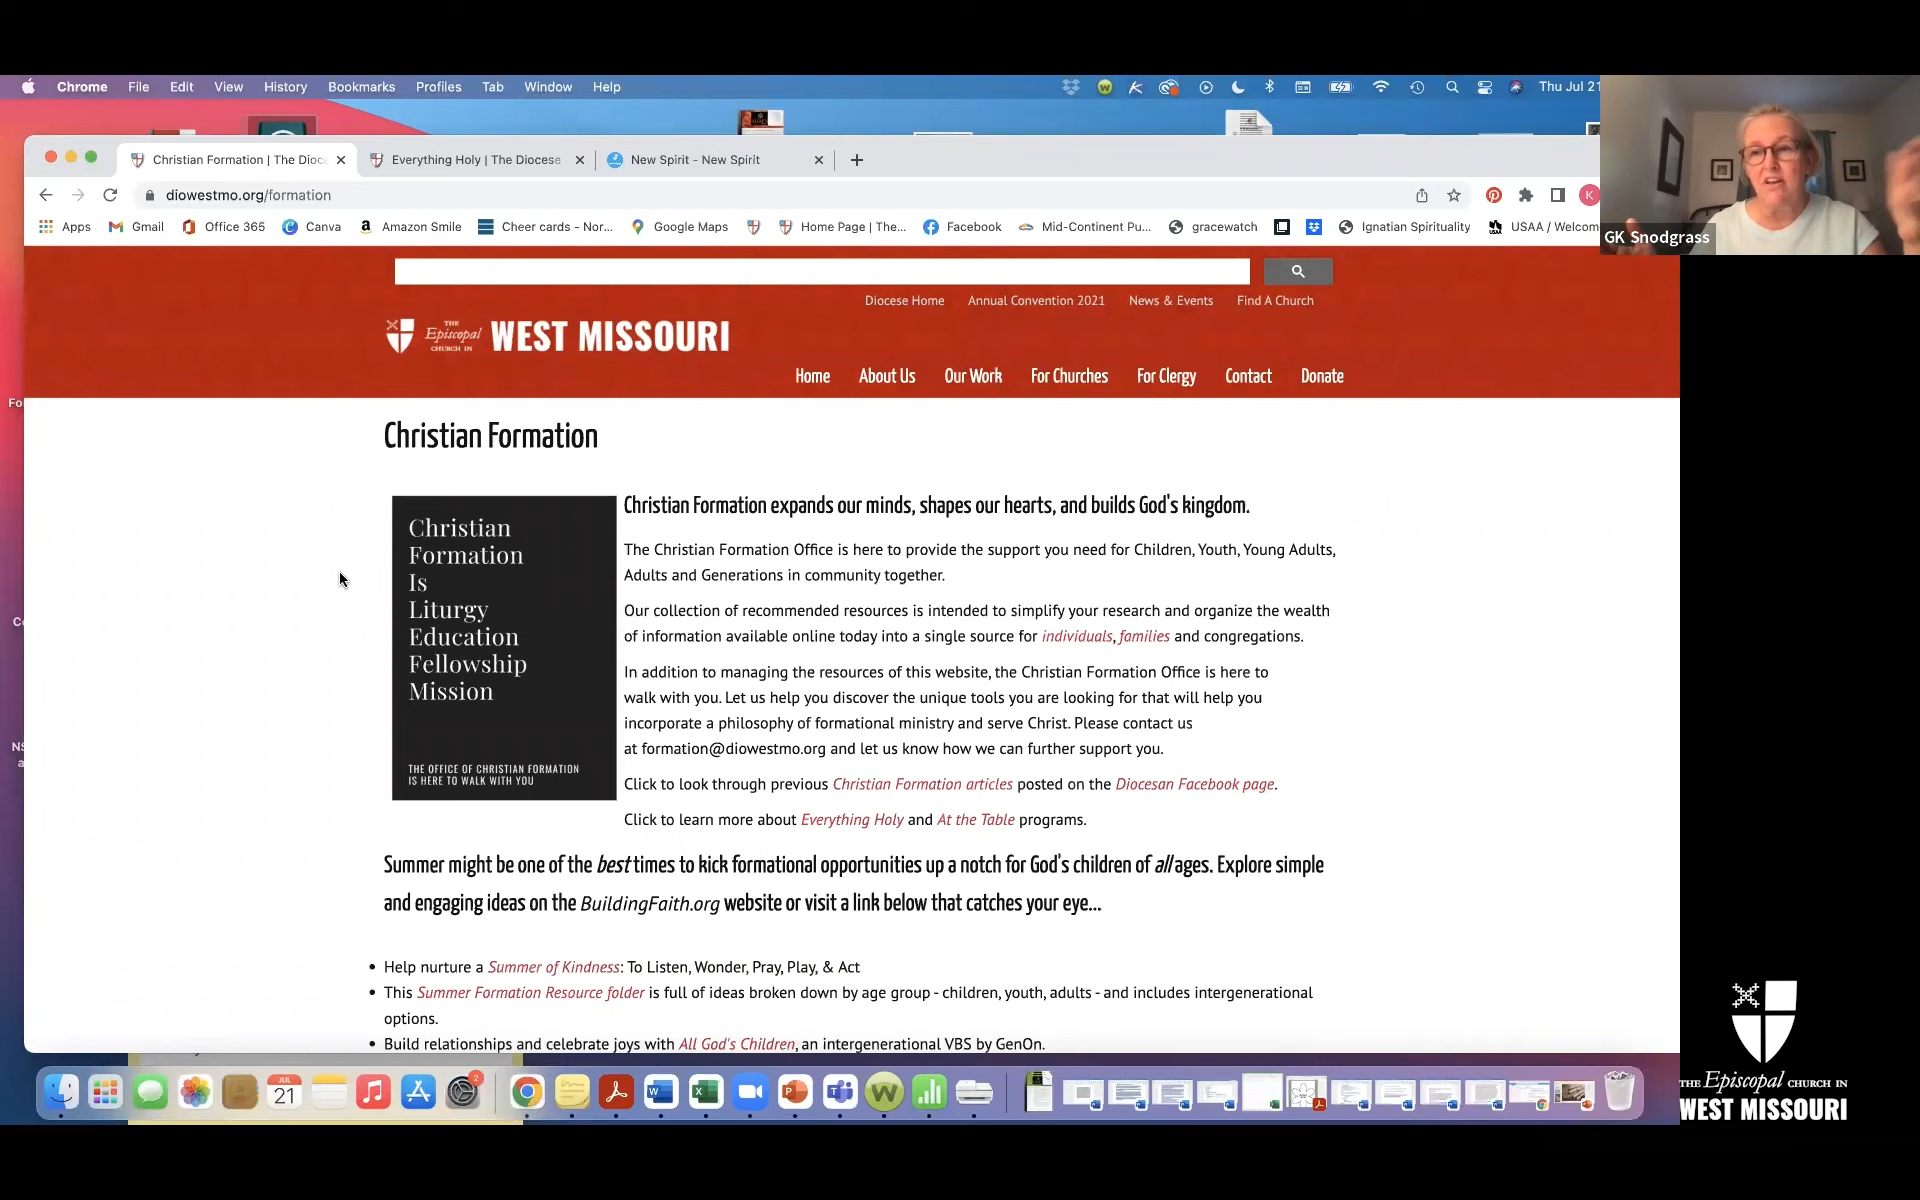 Chrome File Edit View History Bookmarks Profiles Tab Window Help
Thu Jul 21
Christian Formation | The Dioc
Everything Holy | The Diocese
New Spirit - New Spirit
diowestmo.org/formation
K
Apps Gmail Office 365 Canva Amazon Smile Cheer cards - Nor... Google Maps Home Page | The... Facebook Mid-Continent Pu... gracewatch Ignatian Spirituality USAA / Welcom
GK Snodgrass
Diocese Home Annual Convention 2021 News & Events Find A Church
THE Episcopal CHURCH IN WEST MISSOURI
Home About Us Our Work For Churches For Clergy Contact Donate
Christian Formation
Christian
Formation
Is
Liturgy
Education
Fellowship
Mission
THE OFFICE OF CHRISTIAN FORMATION
IS HERE TO WALK WITH YOU
Christian Formation expands our minds, shapes our hearts, and builds God's kingdom.
The Christian Formation Office is here to provide the support you need for Children, Youth, Young Adults,
Adults and Generations in community together.
Our collection of recommended resources is intended to simplify your research and organize the wealth
of information available online today into a single source for individuals, families and congregations.
In addition to managing the resources of this website, the Christian Formation Office is here to
walk with you. Let us help you discover the unique tools you are looking for that will help you
incorporate a philosophy of formational ministry and serve Christ. Please contact us
at formation@diowestmo.org and let us know how we can further support you.
Click to look through previous Christian Formation articles posted on the Diocesan Facebook page.
Click to learn more about Everything Holy and At the Table programs.
Summer might be one of the best times to kick formational opportunities up a notch for God's children of all ages. Explore simple
and engaging ideas on the BuildingFaith.org website or visit a link below that catches your eye...
• Help nurture a Summer of Kindness: To Listen, Wonder, Pray, Play, & Act
• This Summer Formation Resource folder is full of ideas broken down by age group - children, youth, adults - and includes intergenerational
options.
• Build relationships and celebrate joys with All God's Children, an intergenerational VBS by GenOn.
JUL
21
2
THE Episcopal CHURCH IN
WEST MISSOURI